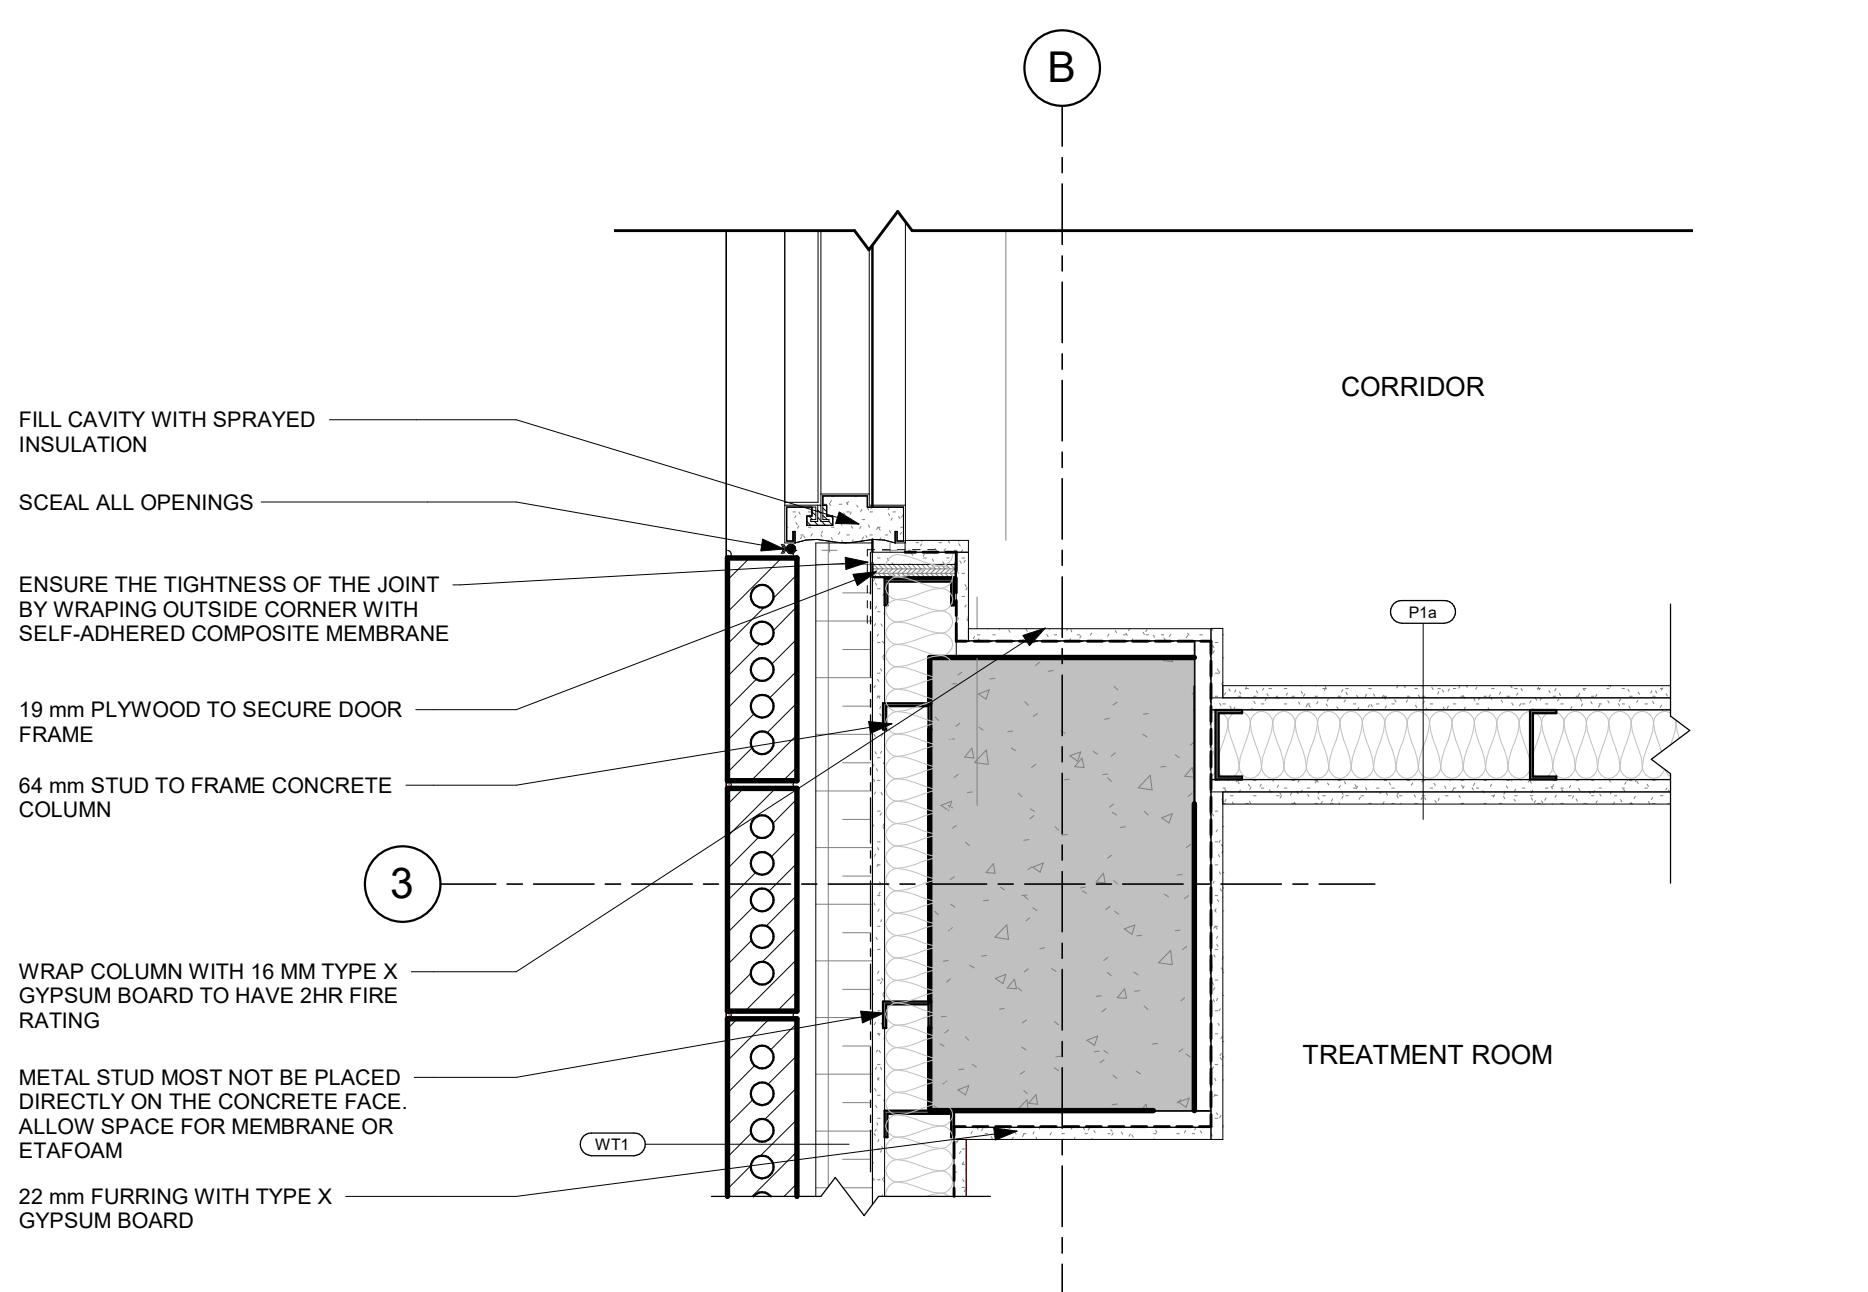 B
CORRIDOR
FILL CAVITY WITH SPRAYED
INSULATION
SCEAL ALL OPENINGS
ENSURE THE TIGHTNESS OF THE JOINT
BY WRAPING OUTSIDE CORNER WITH
SELF-ADHERED COMPOSITE MEMBRANE
P1a
19 mm PLYWOOD TO SECURE DOOR
FRAME
64 mm STUD TO FRAME CONCRETE
COLUMN
3
WRAP COLUMN WITH 16 MM TYPE X
GYPSUM BOARD TO HAVE 2HR FIRE
RATING
TREATMENT ROOM
METAL STUD MOST NOT BE PLACED
DIRECTLY ON THE CONCRETE FACE.
ALLOW SPACE FOR MEMBRANE OR
ETAFOAM
WT1
22 mm FURRING WITH TYPE X
GYPSUM BOARD